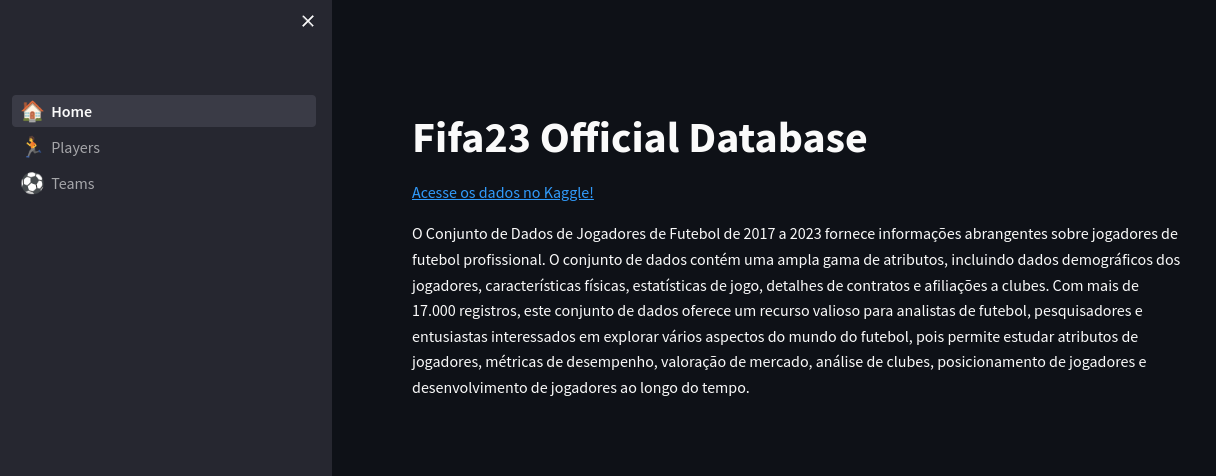 Home
Players
Teams
Fifa23 Official Database
Acesse os dados no Kaggle!
O Conjunto de Dados de Jogadores de Futebol de 2017 a 2023 fornece informações abrangentes sobre jogadores de
futebol profissional. O conjunto de dados contém uma ampla gama de atributos, incluindo dados demográficos dos
jogadores, características físicas, estatísticas de jogo, detalhes de contratos e afiliações a clubes. Com mais de
17.000 registros, este conjunto de dados oferece um recurso valioso para analistas de futebol, pesquisadores e
entusiastas interessados em explorar vários aspectos do mundo do futebol, pois permite estudar atributos de
jogadores, métricas de desempenho, valoração de mercado, análise de clubes, posicionamento de jogadores e
desenvolvimento de jogadores ao longo do tempo.